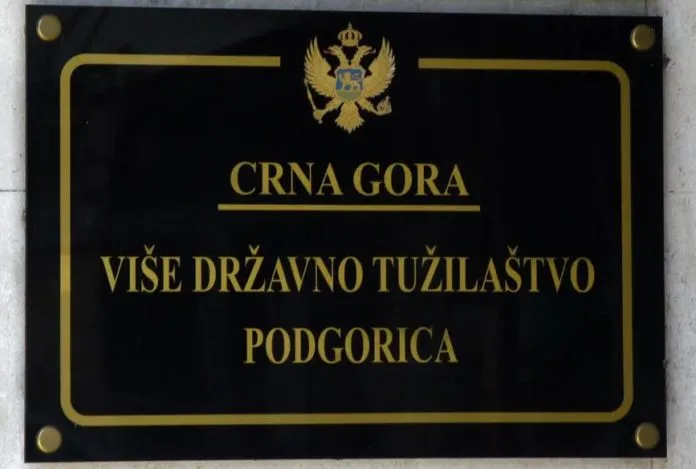 CRNA GORA
VIŠE DRŽAVNO TUŽILAŠTVO
PODGORICA